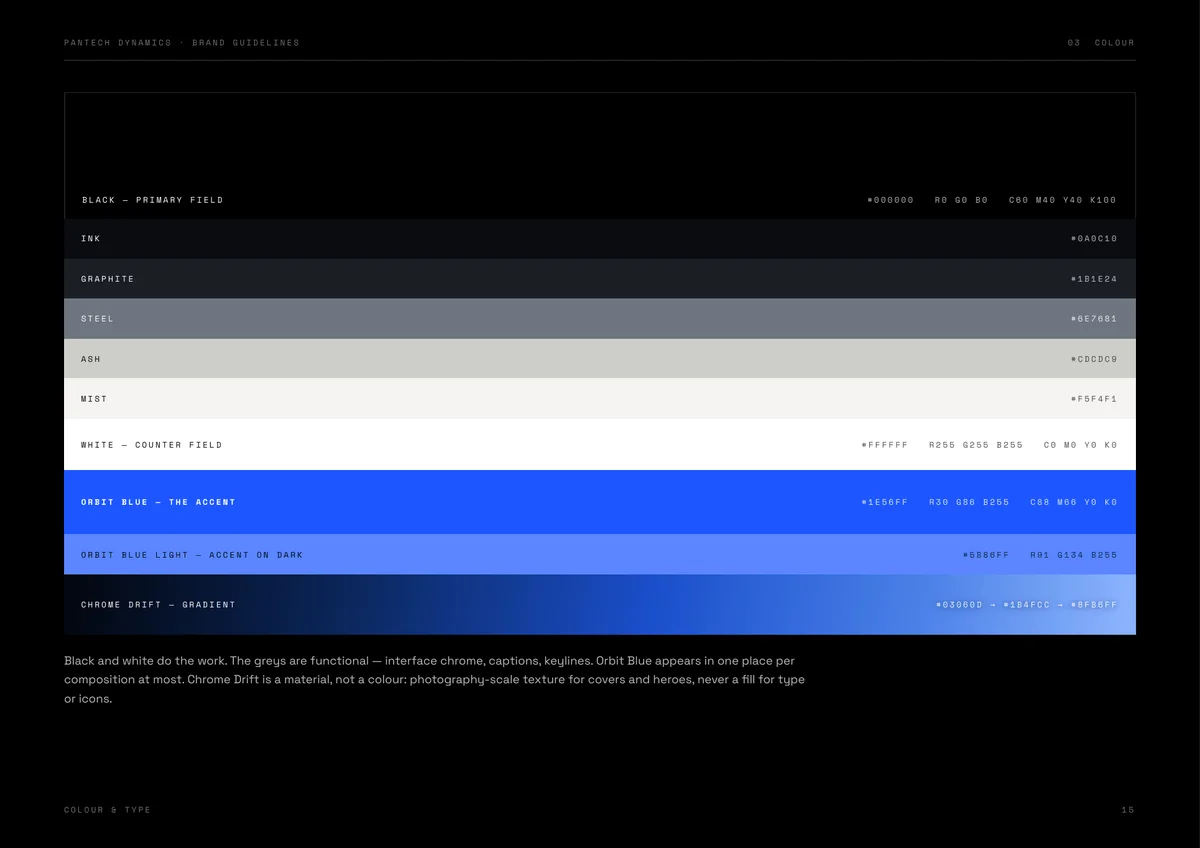 PANTECH DYNAMICS · BRAND GUIDELINES
03 COLOUR
BLACK — PRIMARY FIELD #000000 R0 G0 B0 C60 M40 Y40 K100
INK #0A0C10
GRAPHITE #1B1E24
STEEL #6E7681
ASH #CDCDC9
MIST #F5F4F1
WHITE — COUNTER FIELD #FFFFFF R255 G255 B255 C0 M0 Y0 K0
ORBIT BLUE — THE ACCENT #1E56FF R30 G86 B255 C88 M66 Y0 K0
ORBIT BLUE LIGHT — ACCENT ON DARK #5B86FF R91 G134 B255
CHROME DRIFT — GRADIENT #03060D → #1B4FCC → #8FB6FF
Black and white do the work. The greys are functional — interface chrome, captions, keylines. Orbit Blue appears in one place per
composition at most. Chrome Drift is a material, not a colour: photography-scale texture for covers and heroes, never a fill for type
or icons.
COLOUR & TYPE
15